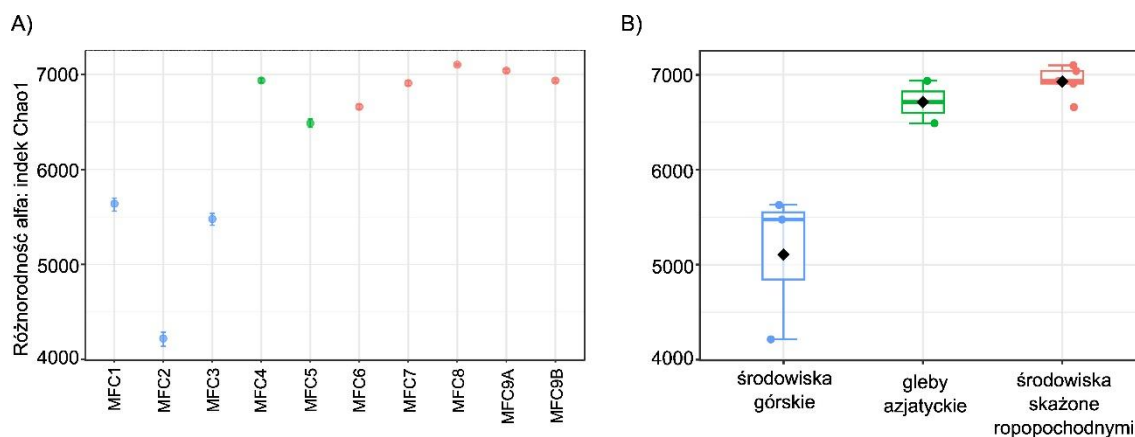 A)
Różnorodność alfa: indek Chao1
7000
6000
5000
4000
MFC1
MFC2
MFC3
MFC4
MFC5
MFC6
MFC7
MFC8
MFC9A
MFC9B
B)
7000
6000
5000
4000
środowiska
górskie
gleby
azjatyckie
środowiska
skażone
ropopochodnymi